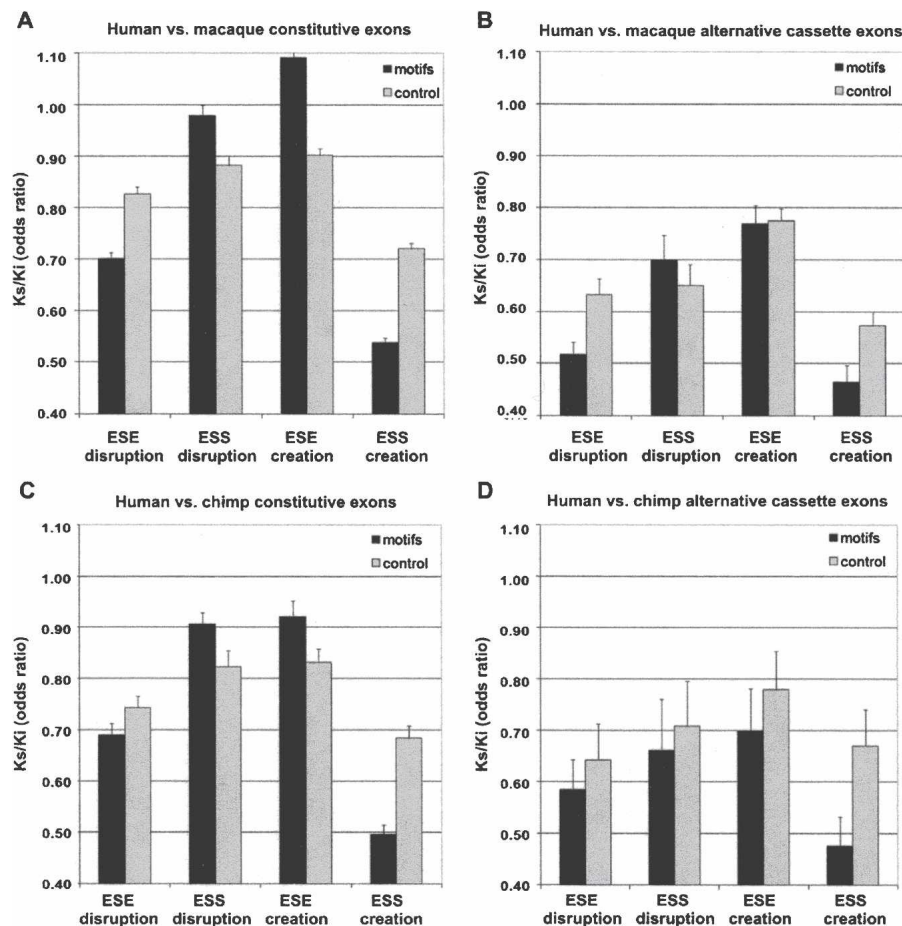 A
Human vs. macaque constitutive exons
1.10
1.00
0.90
0.80
0.70
0.60
0.50
0.40
Ks/Ki (odds ratio)
motifs
control
ESE disruption
ESS disruption
ESE creation
ESS creation
B
Human vs. macaque alternative cassette exons
1.10
1.00
0.90
0.80
0.70
0.60
0.50
0.40
Ks/Ki (odds ratio)
motifs
control
ESE disruption
ESS disruption
ESE creation
ESS creation
C
Human vs. chimp constitutive exons
1.10
1.00
0.90
0.80
0.70
0.60
0.50
0.40
Ks/Ki (odds ratio)
motifs
control
ESE disruption
ESS disruption
ESE creation
ESS creation
D
Human vs. chimp alternative cassette exons
1.10
1.00
0.90
0.80
0.70
0.60
0.50
0.40
Ks/Ki (odds ratio)
motifs
control
ESE disruption
ESS disruption
ESE creation
ESS creation